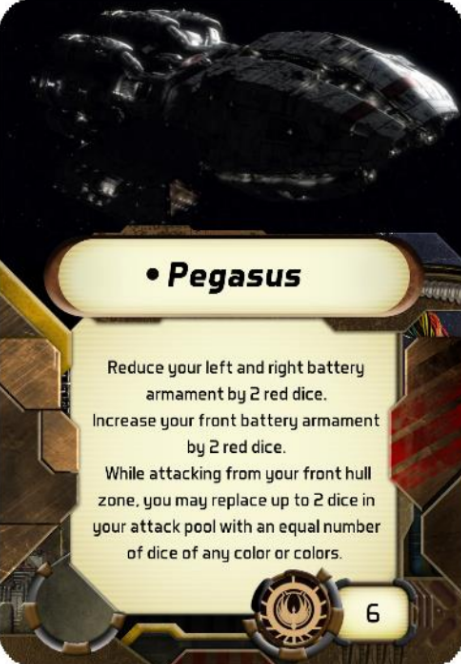 • Pegasus
Reduce your left and right battery
armament by 2 red dice.
Increase your front battery armament
by 2 red dice.
While attacking from your front hull
zone, you may replace up to 2 dice in
your attack pool with an equal number
of dice of any color or colors.
6